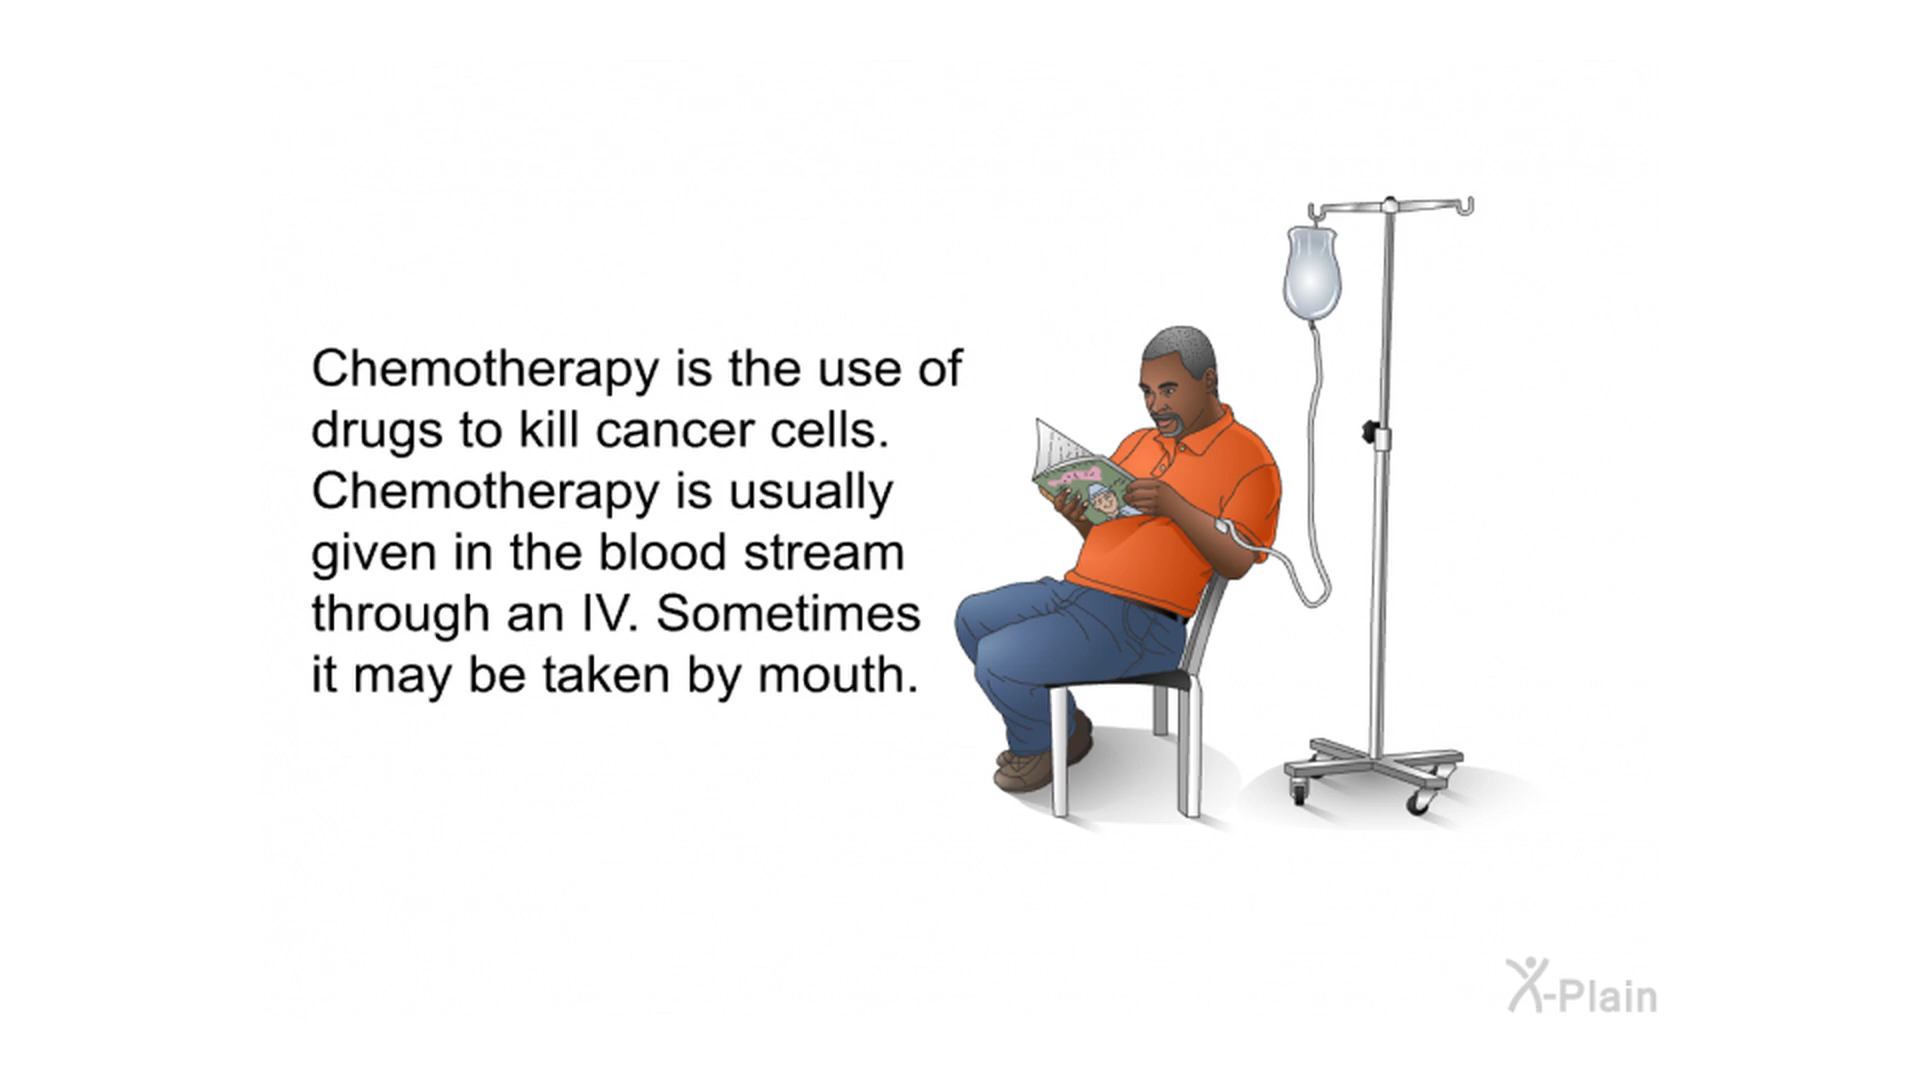 Chemotherapy is the use of
drugs to kill cancer cells.
Chemotherapy is usually
given in the blood stream
through an IV. Sometimes
it may be taken by mouth.
X-Plain